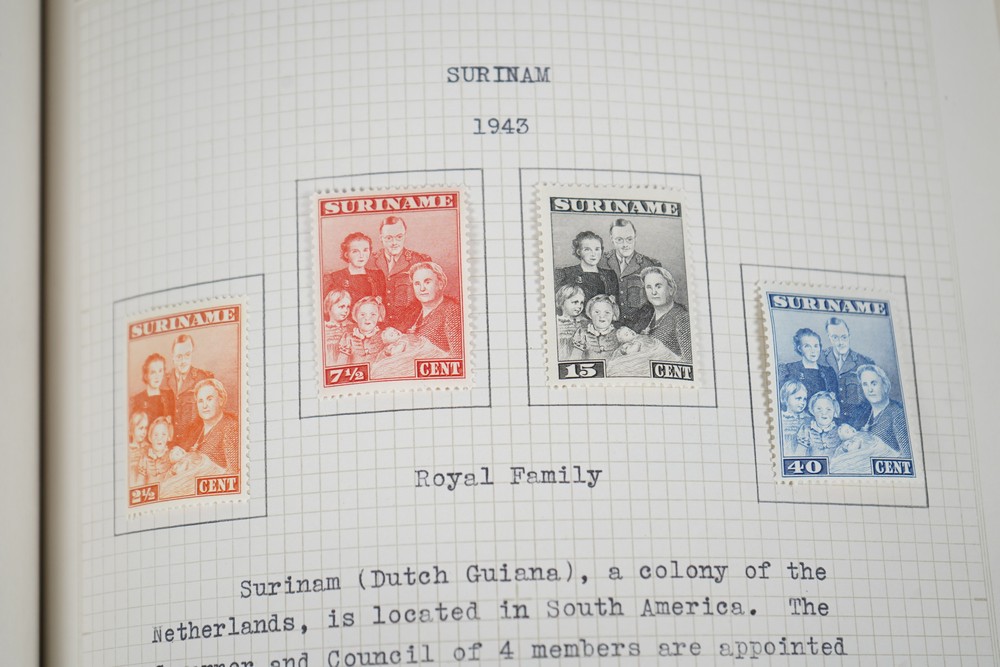 SURINAM
1943
SURINAME
7½ CENT
SURINAME
15 CENT
SURINAME
2½ CENT
SURINAME
40 CENT
Royal Family
Surinam (Dutch Guiana), a colony of the
Netherlands, is located in South America. The
and Council of 4 members are appointed